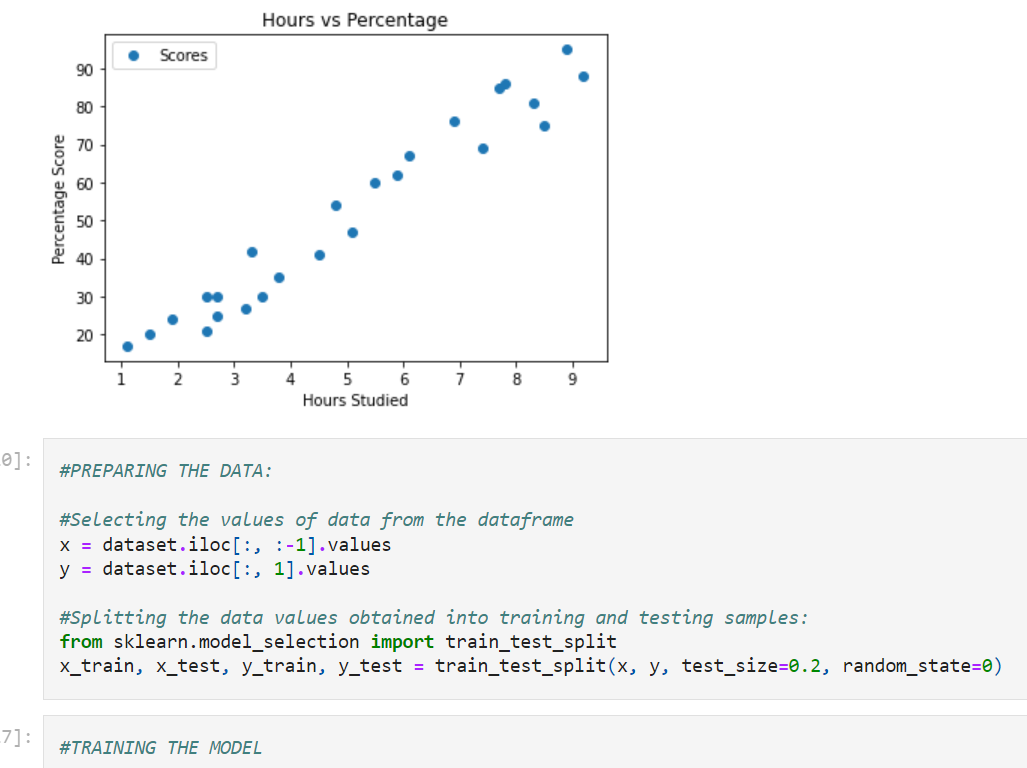 Hours vs Percentage
Scores
90
80
70
60
50
40
30
20
Percentage Score
1 2 3 4 5 6 7 8 9
Hours Studied
0]:
#PREPARING THE DATA:
#Selecting the values of data from the dataframe
x = dataset.iloc[:, :-1].values
y = dataset.iloc[:, 1].values
#Splitting the data values obtained into training and testing samples:
from sklearn.model_selection import train_test_split
x_train, x_test, y_train, y_test = train_test_split(x, y, test_size=0.2, random_state=0)
7]:
#TRAINING THE MODEL